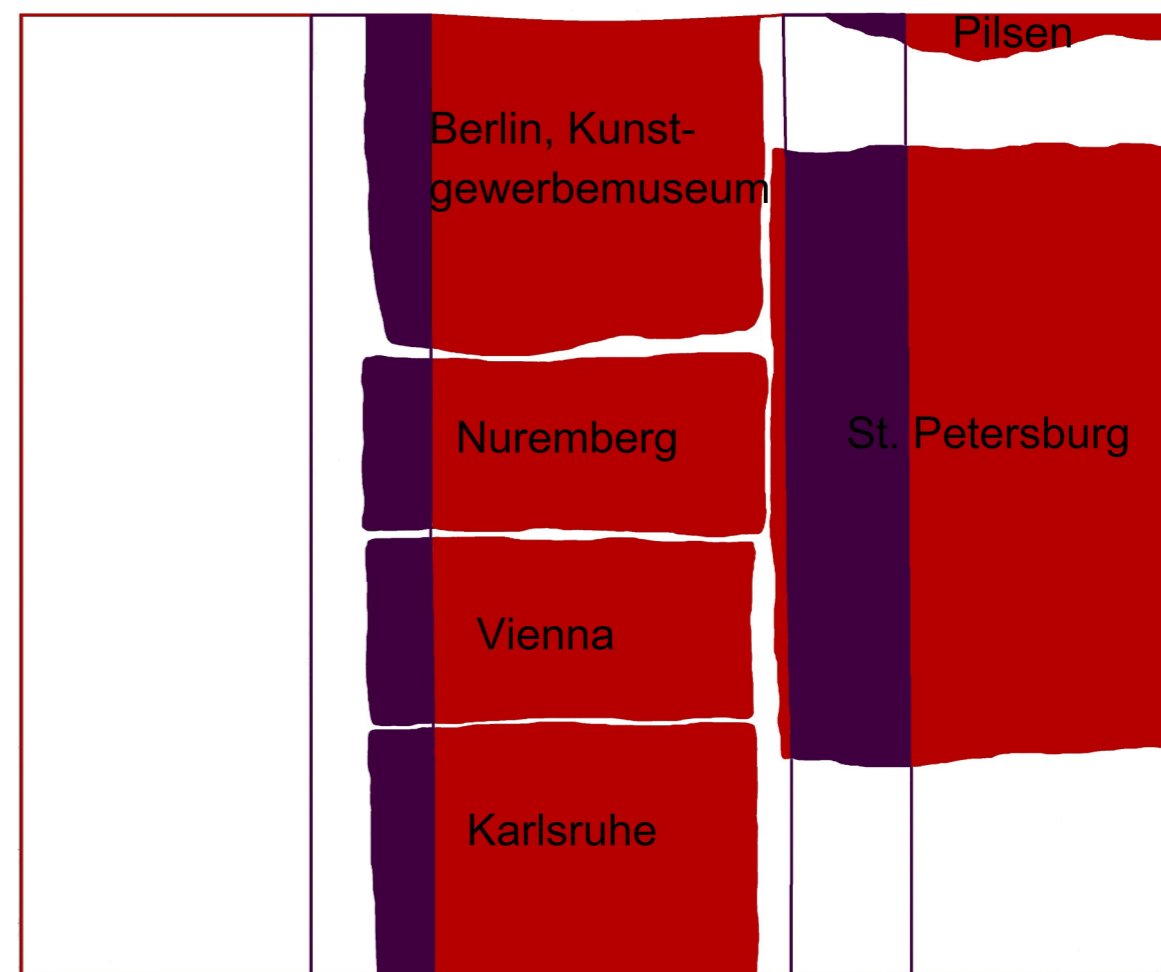 Pilsen
Berlin, Kunst-
gewerbemuseum
Nuremberg
St. Petersburg
Vienna
Karlsruhe